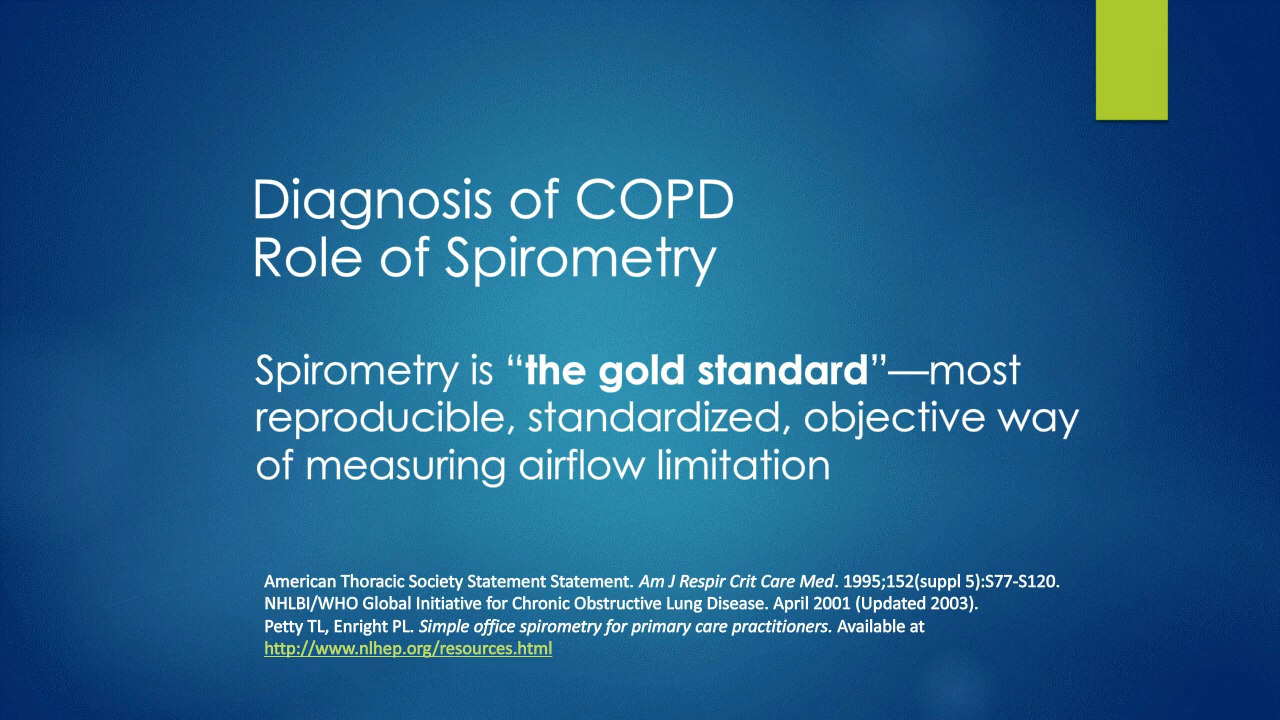 Diagnosis of COPD
Role of Spirometry
Spirometry is “the gold standard”—most
reproducible, standardized, objective way
of measuring airflow limitation
American Thoracic Society Statement Statement. Am J Respir Crit Care Med. 1995;152(suppl 5):S77-S120.
NHLBI/WHO Global Initiative for Chronic Obstructive Lung Disease. April 2001 (Updated 2003).
Petty TL, Enright PL. Simple office spirometry for primary care practitioners. Available at
http://www.nlhep.org/resources.html